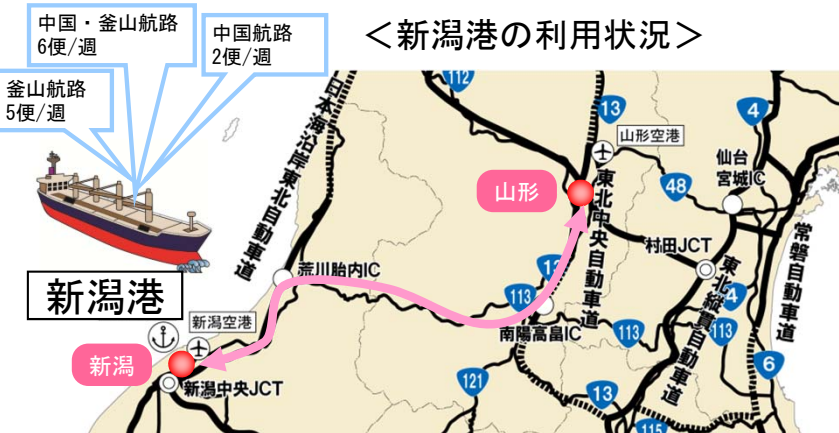 中国・釜山航路
6便/週
中国航路
2便/週
＜新潟港の利用状況＞
釜山航路
5便/週
日本海沿岸東北自動車道
112
13
4
山形空港
仙台
宮城IC
48
山形
東北中央自動車道
村田JCT
常磐自動車道
荒川胎内IC
13
113
東北縦貫自動車道
4
新潟港
新潟空港
南陽高畠IC
113
113
新潟
新潟中央JCT
121
13
6
115